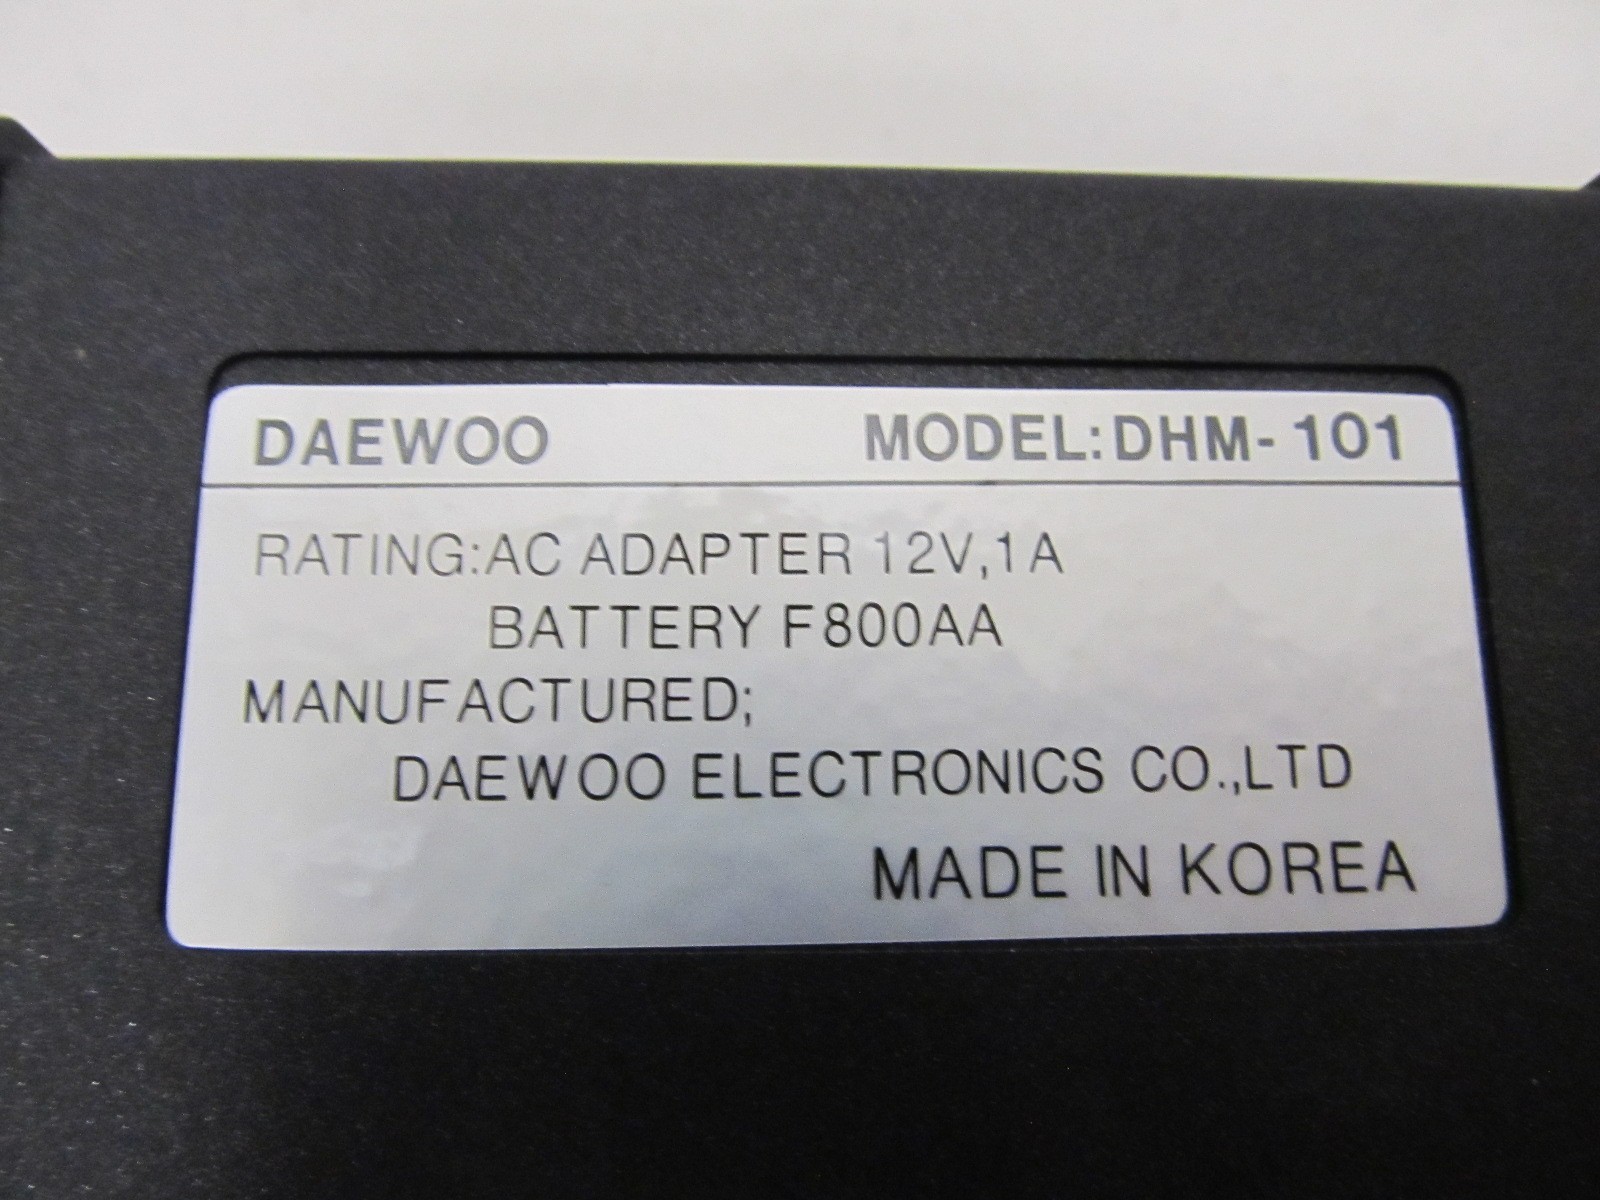 DAEWOO MODEL:DHM-101
RATING:AC ADAPTER 12V,1A
BATTERY F800AA
MANUFACTURED;
DAEWOO ELECTRONICS CO.,LTD
MADE IN KOREA